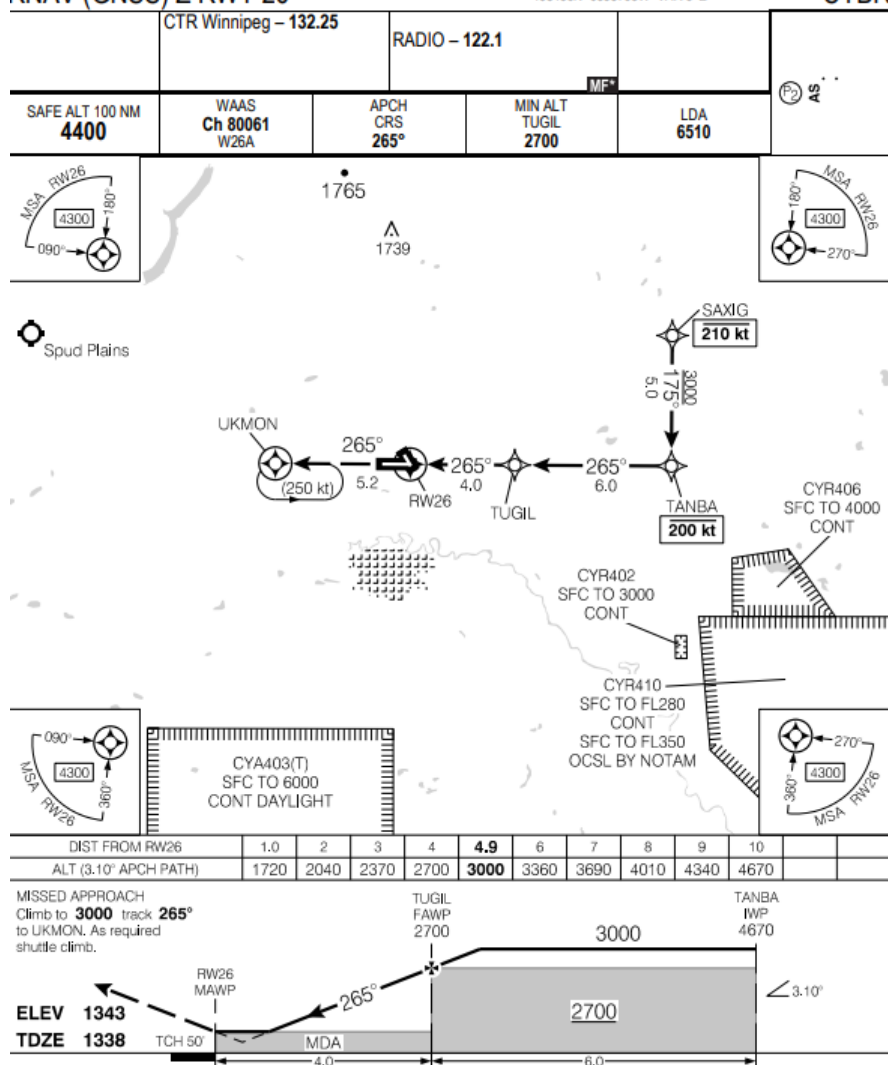 CTR Winnipeg – 132.25
RADIO – 122.1
MF*
P2
AS
SAFE ALT 100 NM
4400
WAAS
Ch 80061
W26A
APCH
CRS
265°
MIN ALT
TUGIL
2700
LDA
6510
MSA RW26
4300
180°
090°
1765
1739
MSA RW26
4300
180°
270°
Spud Plains
SAXIG
210 kt
3000
175°
5.0
UKMON
265°
(250 kt)
5.2
RW26
265°
4.0
TUGIL
265°
6.0
TANBA
200 kt
CYR406
SFC TO 4000
CONT
CYR402
SFC TO 3000
CONT
CYR410
SFC TO FL280
CONT
SFC TO FL350
OCSL BY NOTAM
090°
4300
360°
MSA RW26
CYA403(T)
SFC TO 6000
CONT DAYLIGHT
270°
4300
360°
MSA RW26
DIST FROM RW26 1.0 2 3 4 4.9 6 7 8 9 10
ALT (3.10° APCH PATH) 1720 2040 2370 2700 3000 3360 3690 4010 4340 4670
MISSED APPROACH
Climb to 3000 track 265°
to UKMON. As required
shuttle climb.
TUGIL
FAWP
2700
3000
TANBA
IWP
4670
RW26
MAWP
265°
2700
3.10°
ELEV 1343
TDZE 1338
TCH 50'
MDA
4.0
6.0